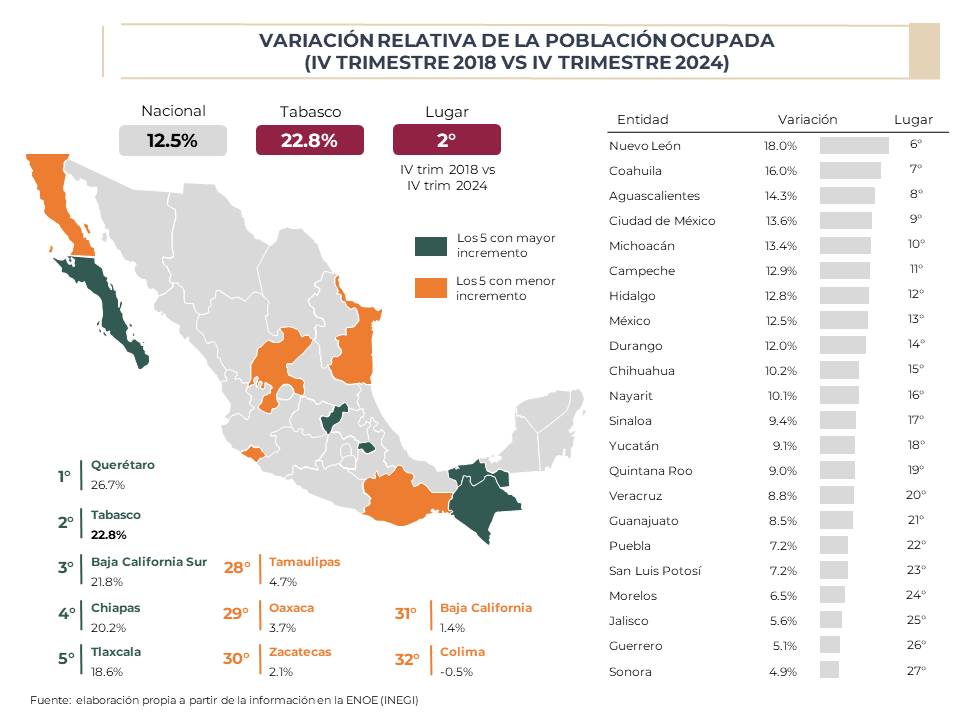 VARIACIÓN RELATIVA DE LA POBLACIÓN OCUPADA
(IV TRIMESTRE 2018 VS IV TRIMESTRE 2024)
Nacional
12.5%
Tabasco
22.8%
Lugar
2°
IV trim 2018 vs
IV trim 2024
Los 5 con mayor
incremento
Los 5 con menor
incremento
1°
Querétaro
26.7%
2°
Tabasco
22.8%
3°
Baja California Sur
21.8%
4°
Chiapas
20.2%
5°
Tlaxcala
18.6%
28°
Tamaulipas
4.7%
29°
Oaxaca
3.7%
30°
Zacatecas
2.1%
31°
Baja California
1.4%
32°
Colima
-0.5%
Entidad Variación Lugar
Nuevo León 18.0% 6°
Coahuila 16.0% 7°
Aguascalientes 14.3% 8°
Ciudad de México 13.6% 9°
Michoacán 13.4% 10°
Campeche 12.9% 11°
Hidalgo 12.8% 12°
México 12.5% 13°
Durango 12.0% 14°
Chihuahua 10.2% 15°
Nayarit 10.1% 16°
Sinaloa 9.4% 17°
Yucatán 9.1% 18°
Quintana Roo 9.0% 19°
Veracruz 8.8% 20°
Guanajuato 8.5% 21°
Puebla 7.2% 22°
San Luis Potosí 7.2% 23°
Morelos 6.5% 24°
Jalisco 5.6% 25°
Guerrero 5.1% 26°
Sonora 4.9% 27°
Fuente: elaboración propia a partir de la información en la ENOE (INEGI)